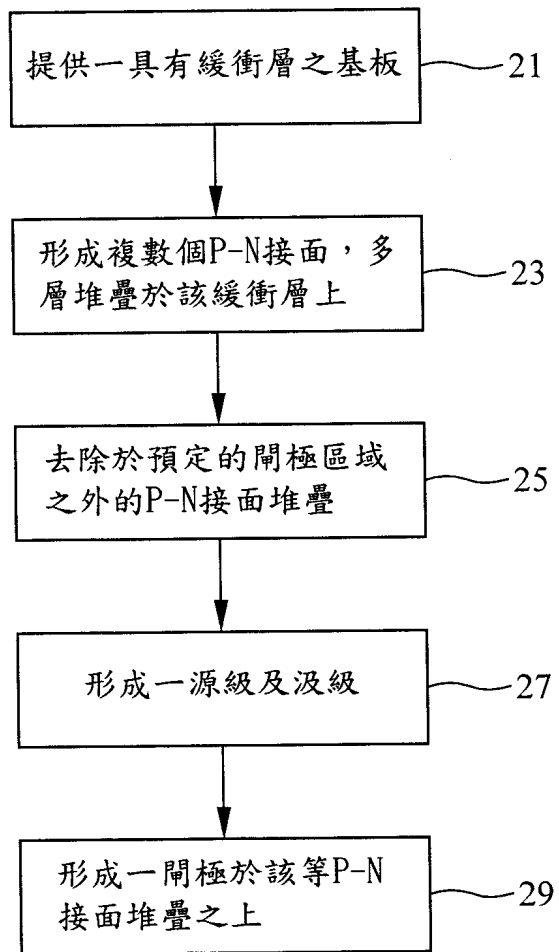 提供一具有緩衝層之基板
21
形成複數個P-N接面，多
層堆疊於該緩衝層上
23
去除於預定的閘極區域
之外的P-N接面堆疊
25
形成一源級及汲級
27
形成一閘極於該等P-N
接面堆疊之上
29